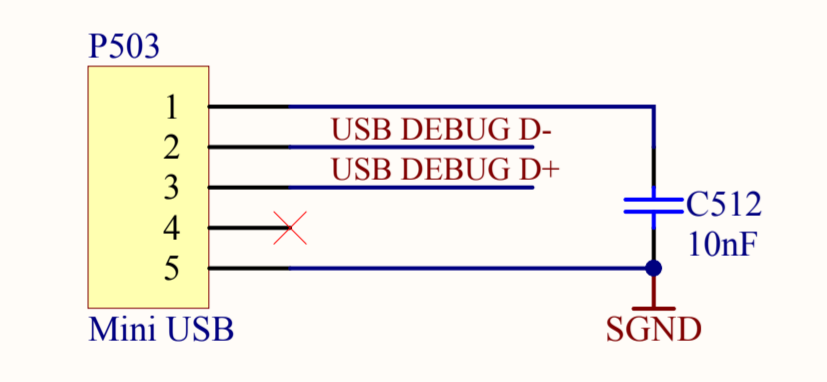 P503
1
USB DEBUG D-
2
USB DEBUG D+
3
C512
4
10nF
5
Mini USB
SGND